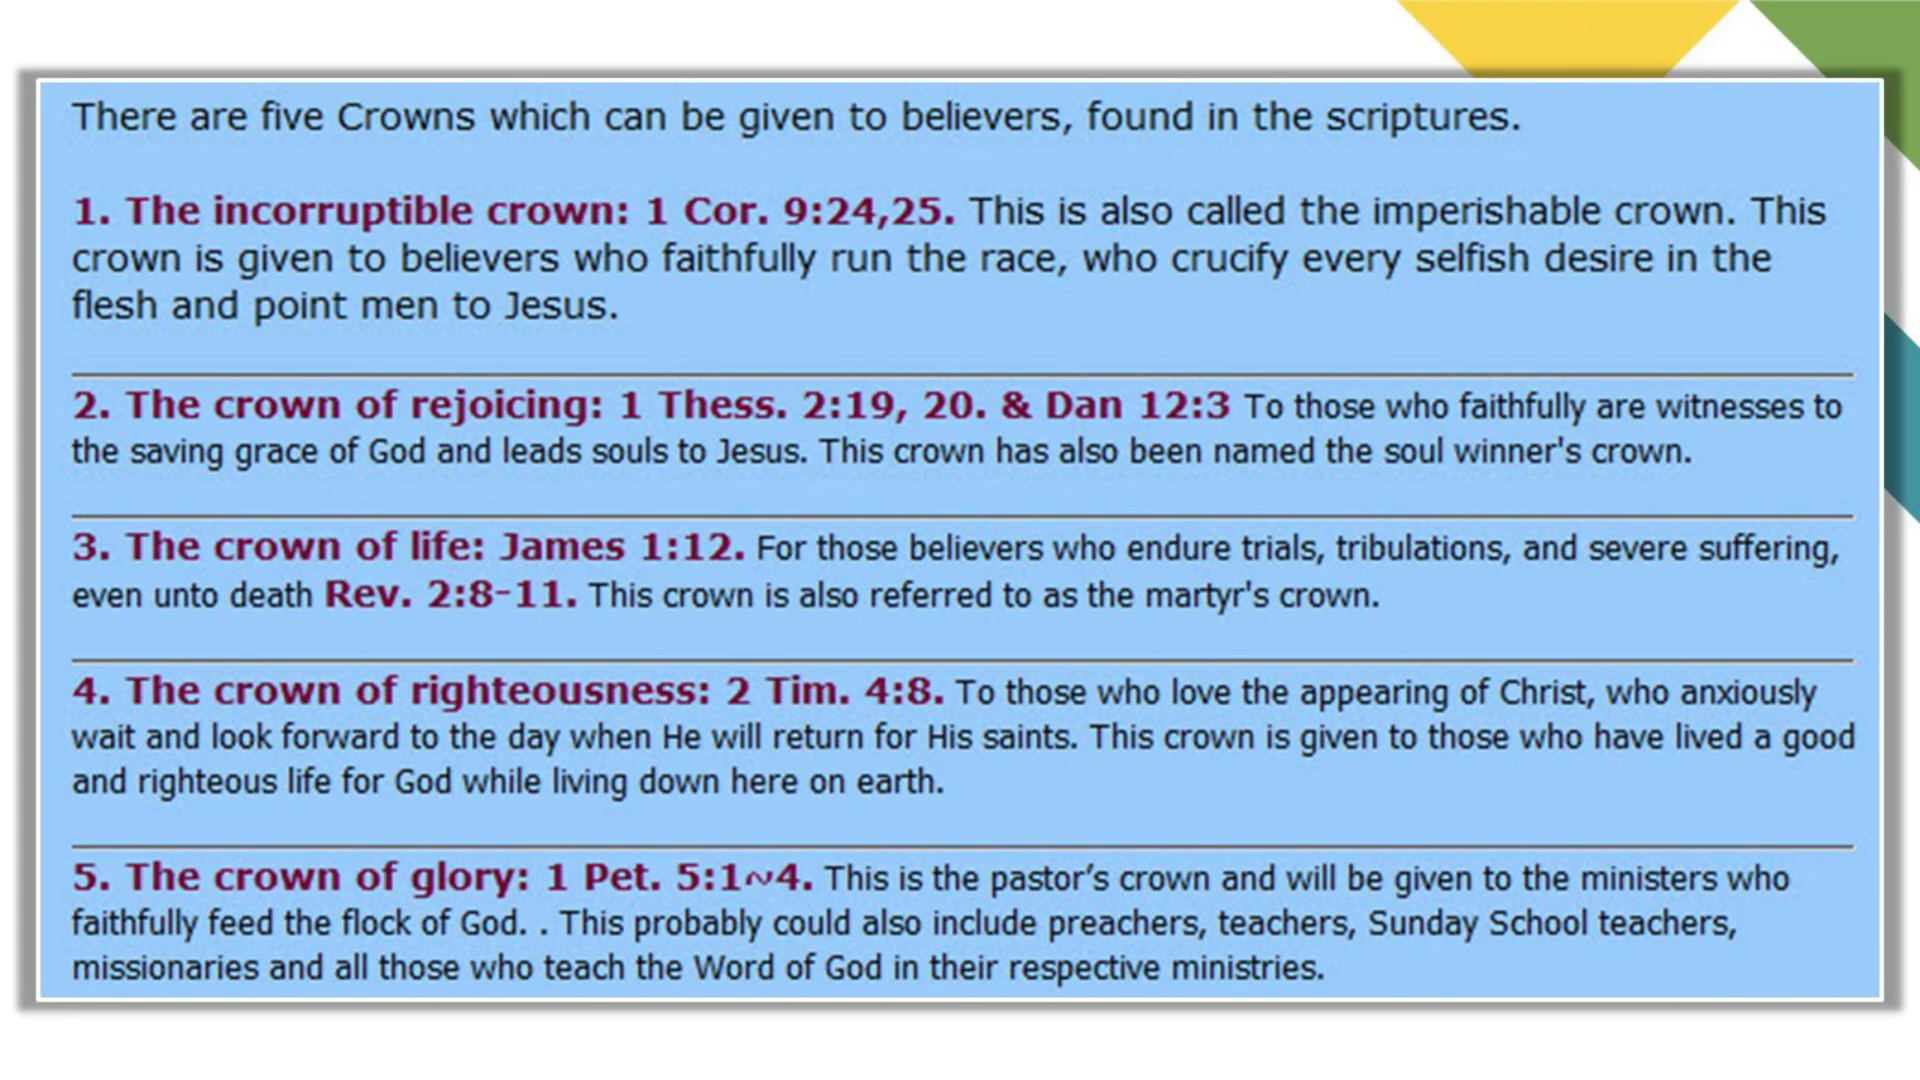 There are five Crowns which can be given to believers, found in the scriptures.
1. The incorruptible crown: 1 Cor. 9:24,25. This is also called the imperishable crown. This
crown is given to believers who faithfully run the race, who crucify every selfish desire in the
flesh and point men to Jesus.
2. The crown of rejoicing: 1 Thess. 2:19, 20. & Dan 12:3 To those who faithfully are witnesses to
the saving grace of God and leads souls to Jesus. This crown has also been named the soul winner's crown.
3. The crown of life: James 1:12. For those believers who endure trials, tribulations, and severe suffering,
even unto death Rev. 2:8-11. This crown is also referred to as the martyr's crown.
4. The crown of righteousness: 2 Tim. 4:8. To those who love the appearing of Christ, who anxiously
wait and look forward to the day when He will return for His saints. This crown is given to those who have lived a good
and righteous life for God while living down here on earth.
5. The crown of glory: 1 Pet. 5:1~4. This is the pastor’s crown and will be given to the ministers who
faithfully feed the flock of God. . This probably could also include preachers, teachers, Sunday School teachers,
missionaries and all those who teach the Word of God in their respective ministries.